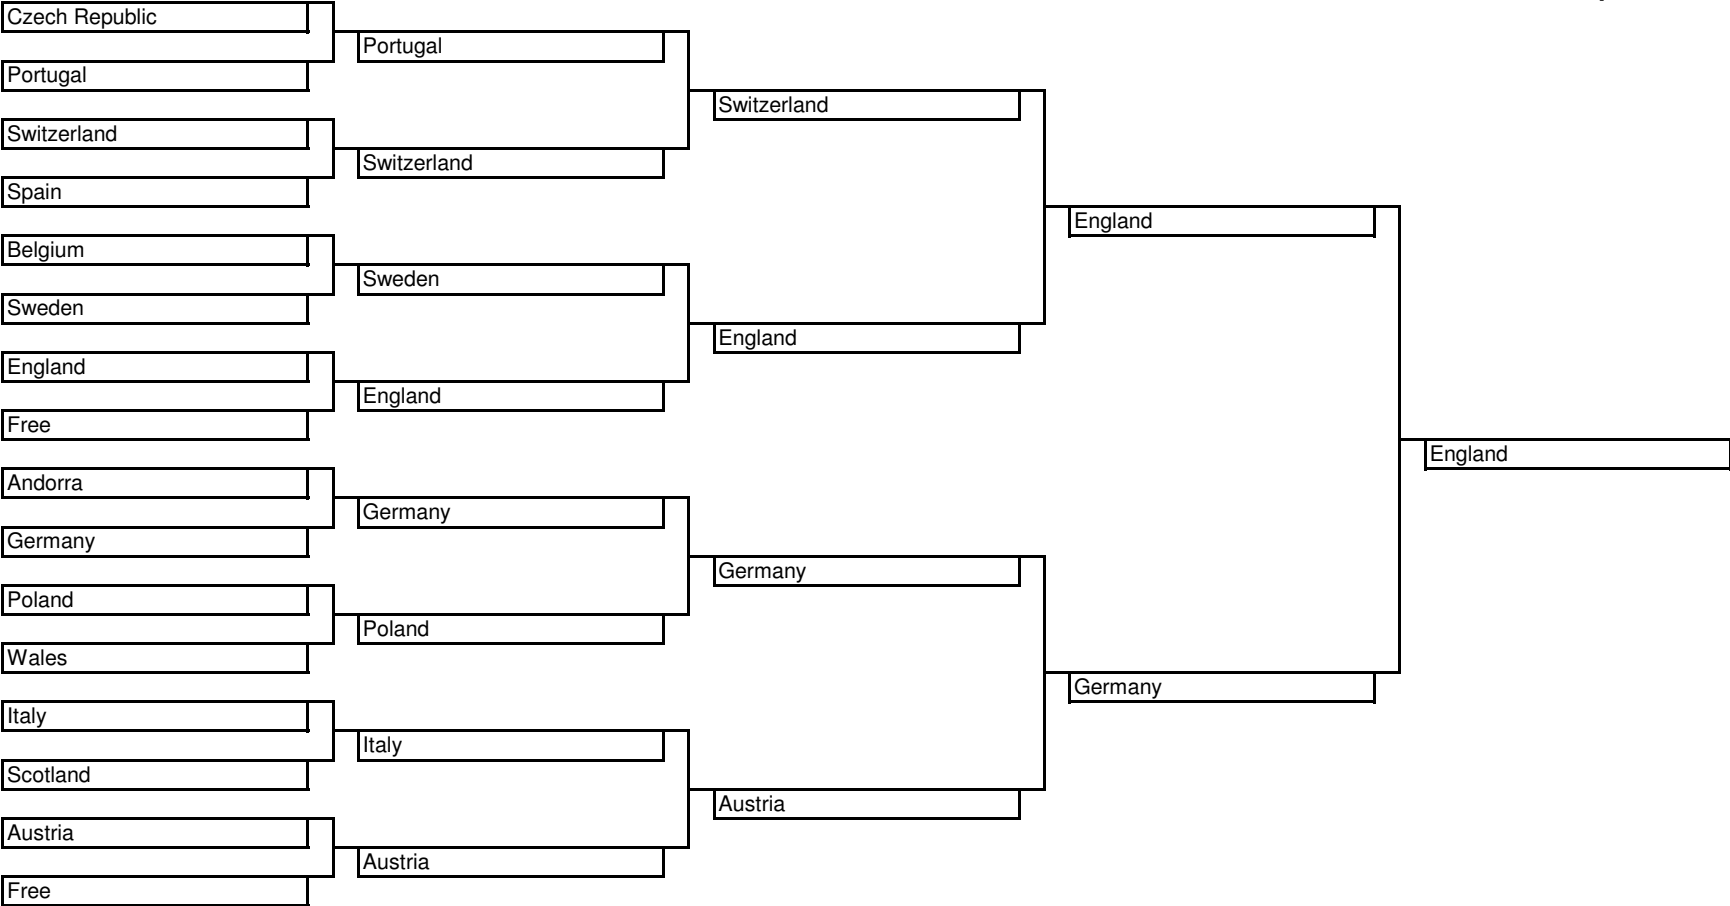 Czech Republic
Portugal
Portugal
Switzerland
Switzerland
Switzerland
Spain
England
Belgium
Sweden
Sweden
England
England
England
Free
England
Andorra
Germany
Germany
Germany
Poland
Poland
Wales
Germany
Italy
Italy
Scotland
Austria
Austria
Austria
Free